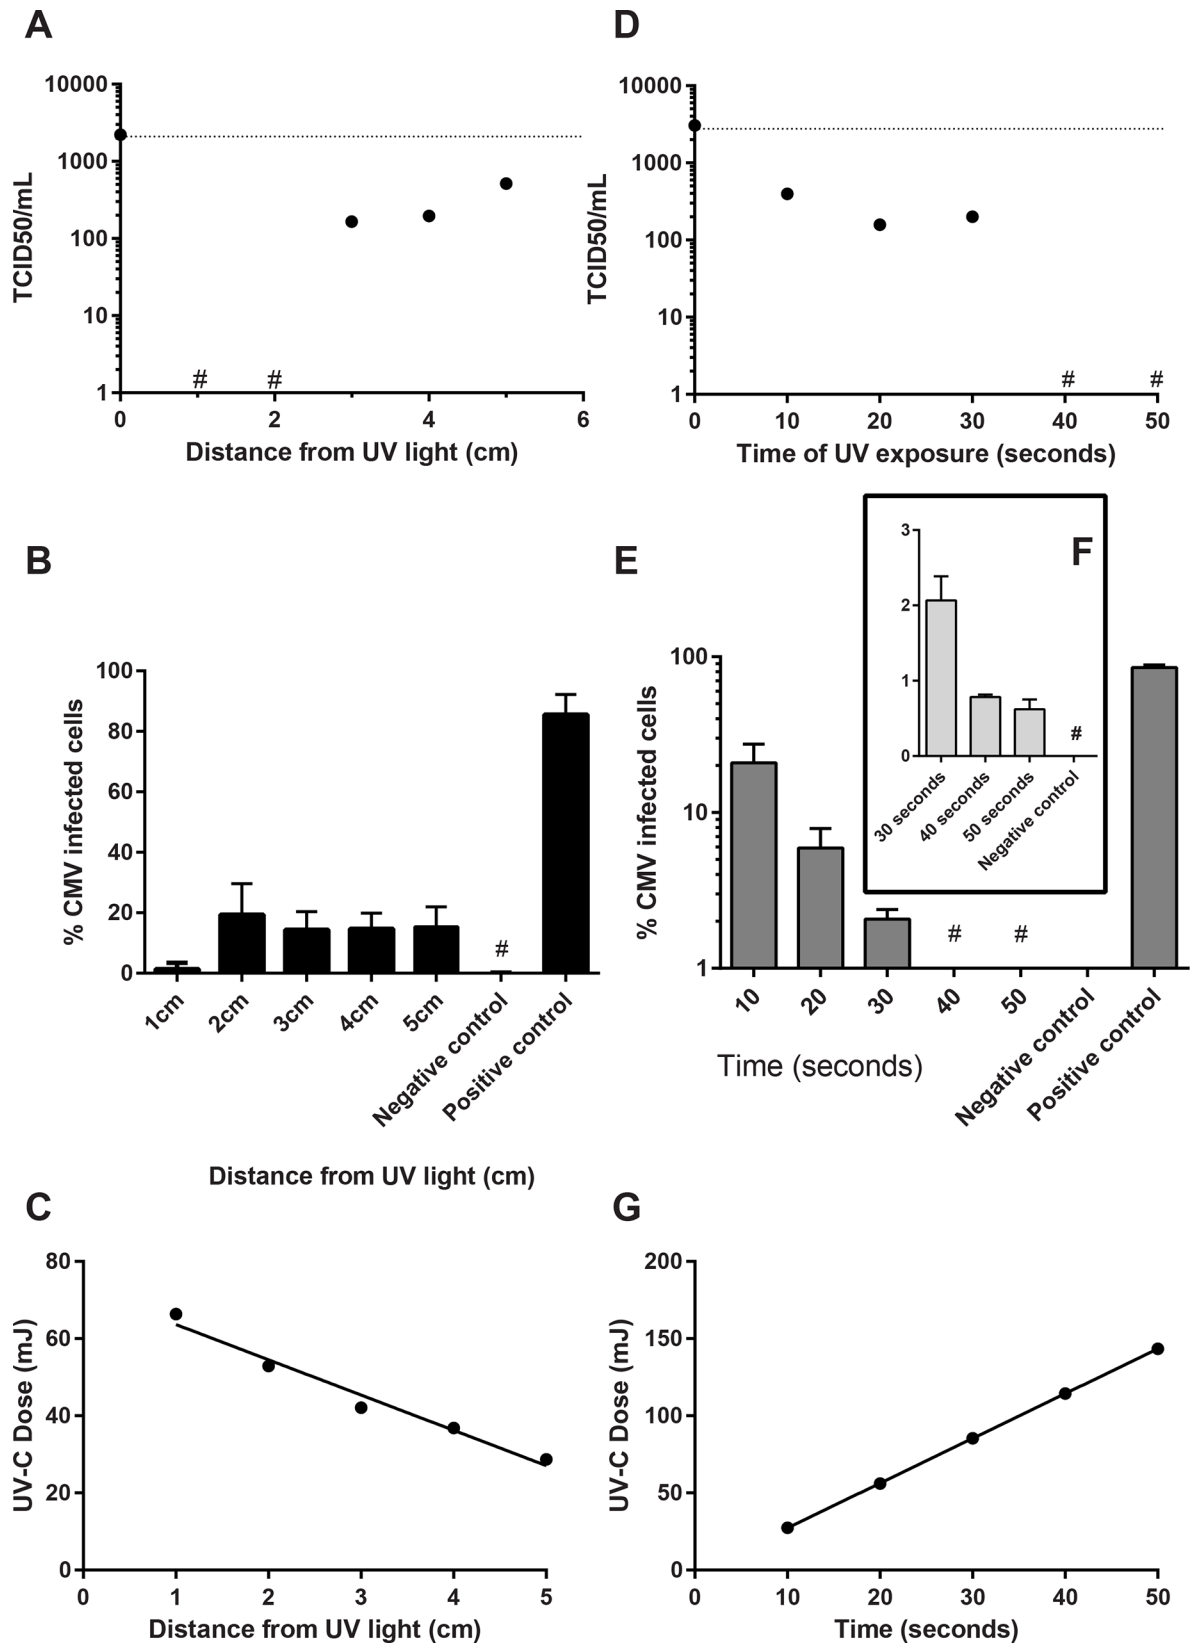 A
10000
1000
100
10
1
TCID50/mL
#
#
0
2
4
6
Distance from UV light (cm)
D
10000
1000
100
10
1
TCID50/mL
#
#
0
10
20
30
40
50
Time of UV exposure (seconds)
B
100
80
60
40
20
0
% CMV infected cells
#
1cm
2cm
3cm
4cm
5cm
Negative control
Positive control
Distance from UV light (cm)
E
100
10
1
% CMV infected cells
#
#
10
20
30
40
50
Negative control
Positive control
Time (seconds)
F
3
2
1
0
#
30 seconds
40 seconds
50 seconds
Negative control
C
80
60
40
20
0
UV-C Dose (mJ)
0
1
2
3
4
5
Distance from UV light (cm)
G
200
150
100
50
0
UV-C Dose (mJ)
0
10
20
30
40
50
Time (seconds)